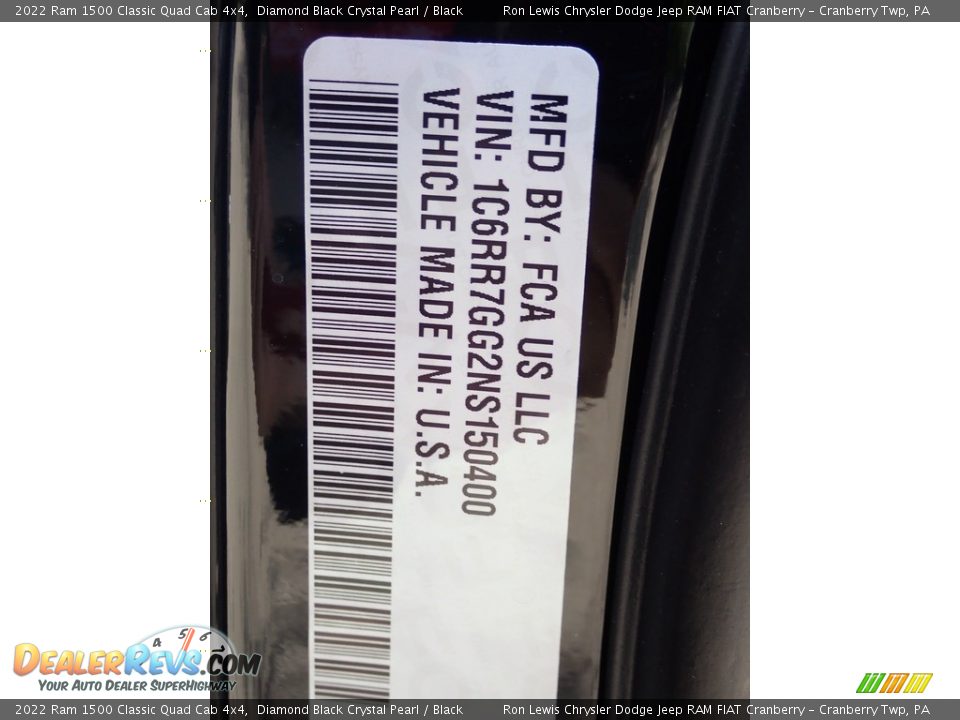 2022 Ram 1500 Classic Quad Cab 4x4, Diamond Black Crystal Pearl / Black Ron Lewis Chrysler Dodge Jeep RAM FIAT Cranberry – Cranberry Twp, PA
MFD BY: FCA US LLC
VIN: 1C6RR7GG2NS150400
VEHICLE MADE IN: U.S.A.
4 5 6
DEALERREVS.COM
YOUR AUTO DEALER SUPERHIGHWAY
2022 Ram 1500 Classic Quad Cab 4x4, Diamond Black Crystal Pearl / Black Ron Lewis Chrysler Dodge Jeep RAM FIAT Cranberry – Cranberry Twp, PA